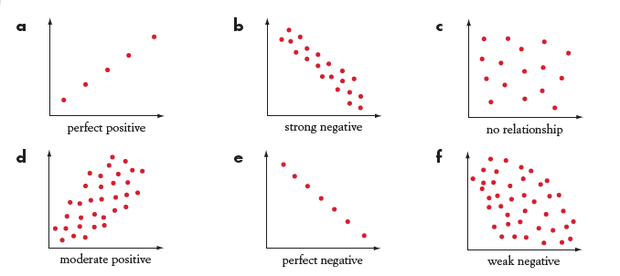 a
b
c
perfect positive
strong negative
no relationship
d
e
f
moderate positive
perfect negative
weak negative